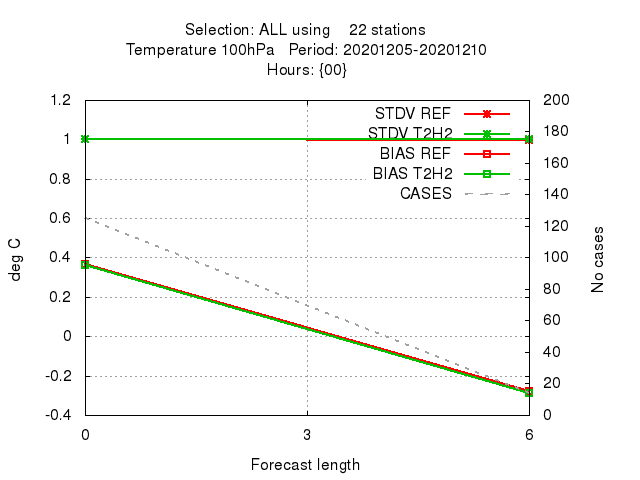 Selection: ALL using 22 stations
Temperature 100hPa Period: 20201205-20201210
Hours: {00}
1.2
1
0.8
0.6
0.4
0.2
0
-0.2
-0.4
deg C
200
180
160
140
120
100
80
60
40
20
0
No cases
STDV REF
STDV T2H2
BIAS REF
BIAS T2H2
CASES
0 3 6
Forecast length